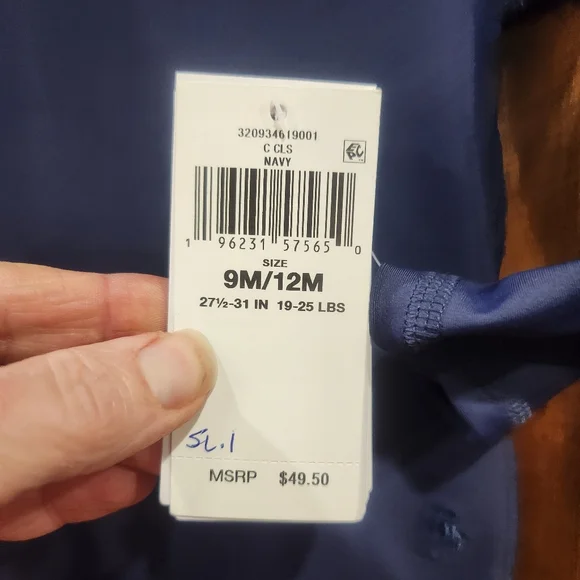 320934619001
C CLS
NAVY
1 96231 57565 0
SIZE
9M/12M
27½-31 IN 19-25 LBS
SL.1
MSRP $49.50